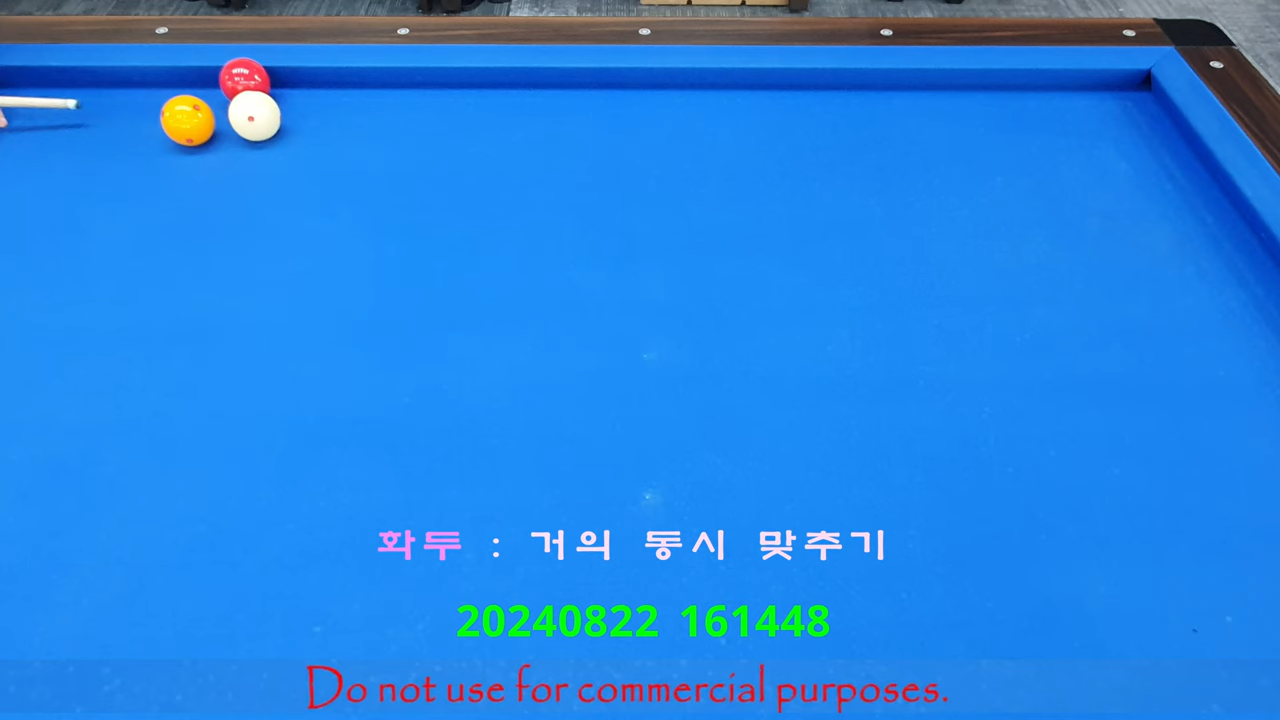 화두 : 거의 동시 맞추기
20240822 161448
Do not use for commercial purposes.